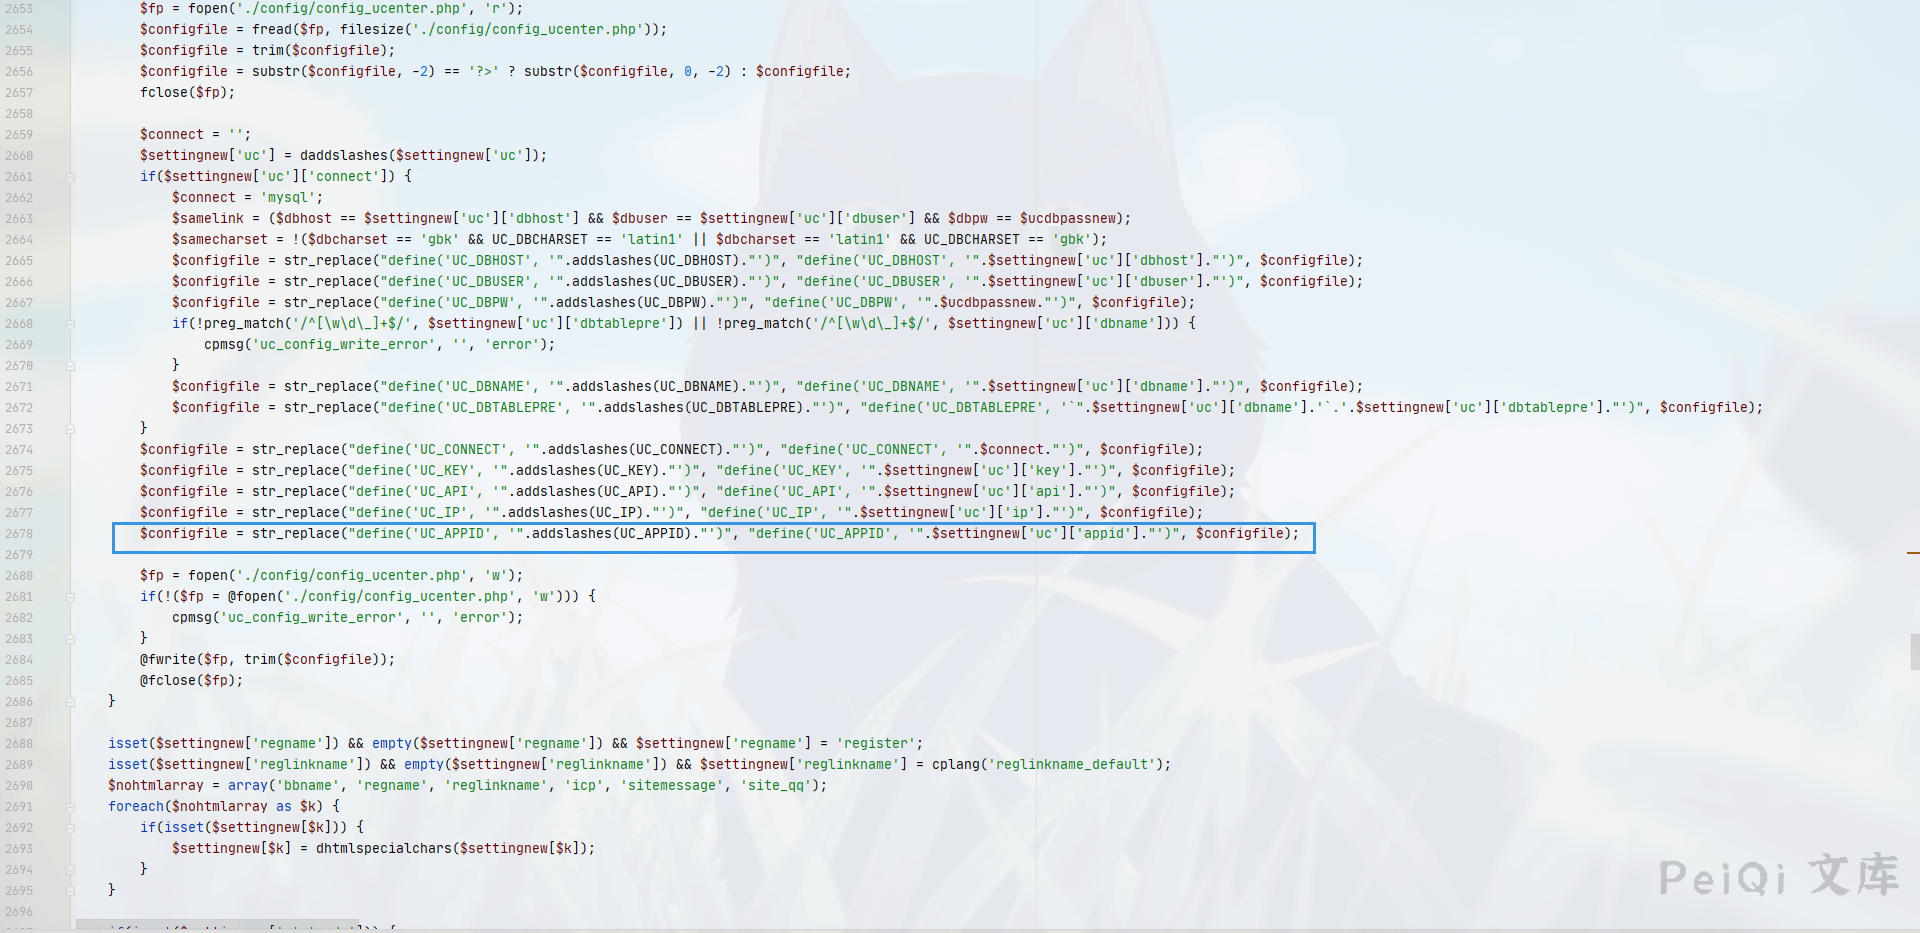 2653 $fp = fopen('./config/config_ucenter.php', 'r');
2654 $configfile = fread($fp, filesize('./config/config_ucenter.php'));
2655 $configfile = trim($configfile);
2656 $configfile = substr($configfile, -2) == '?>' ? substr($configfile, 0, -2) : $configfile;
2657 fclose($fp);
2658
2659 $connect = '';
2660 $settingnew['uc'] = daddslashes($settingnew['uc']);
2661 if($settingnew['uc']['connect']) {
2662 $connect = 'mysql';
2663 $samelink = ($dbhost == $settingnew['uc']['dbhost'] && $dbuser == $settingnew['uc']['dbuser'] && $dbpw == $ucdbpassnew);
2664 $samecharset = !($dbcharset == 'gbk' && UC_DBCHARSET == 'latin1' || $dbcharset == 'latin1' && UC_DBCHARSET == 'gbk');
2665 $configfile = str_replace("define('UC_DBHOST', '".addslashes(UC_DBHOST)."')", "define('UC_DBHOST', '".$settingnew['uc']['dbhost']."')", $configfile);
2666 $configfile = str_replace("define('UC_DBUSER', '".addslashes(UC_DBUSER)."')", "define('UC_DBUSER', '".$settingnew['uc']['dbuser']."')", $configfile);
2667 $configfile = str_replace("define('UC_DBPW', '".addslashes(UC_DBPW)."')", "define('UC_DBPW', '".$ucdbpassnew."')", $configfile);
2668 if(!preg_match('/^[\w\d\_]+$/', $settingnew['uc']['dbtablepre']) || !preg_match('/^[\w\d\_]+$/', $settingnew['uc']['dbname'])) {
2669 cpmsg('uc_config_write_error', '', 'error');
2670 }
2671 $configfile = str_replace("define('UC_DBNAME', '".addslashes(UC_DBNAME)."')", "define('UC_DBNAME', '".$settingnew['uc']['dbname']."')", $configfile);
2672 $configfile = str_replace("define('UC_DBTABLEPRE', '".addslashes(UC_DBTABLEPRE)."')", "define('UC_DBTABLEPRE', '`".$settingnew['uc']['dbname'].'`.'.$settingnew['uc']['dbtablepre']."')", $configfile);
2673 }
2674 $configfile = str_replace("define('UC_CONNECT', '".addslashes(UC_CONNECT)."')", "define('UC_CONNECT', '".$connect."')", $configfile);
2675 $configfile = str_replace("define('UC_KEY', '".addslashes(UC_KEY)."')", "define('UC_KEY', '".$settingnew['uc']['key']."')", $configfile);
2676 $configfile = str_replace("define('UC_API', '".addslashes(UC_API)."')", "define('UC_API', '".$settingnew['uc']['api']."')", $configfile);
2677 $configfile = str_replace("define('UC_IP', '".addslashes(UC_IP)."')", "define('UC_IP', '".$settingnew['uc']['ip']."')", $configfile);
2678 $configfile = str_replace("define('UC_APPID', '".addslashes(UC_APPID)."')", "define('UC_APPID', '".$settingnew['uc']['appid']."')", $configfile);
2679
2680 $fp = fopen('./config/config_ucenter.php', 'w');
2681 if(!($fp = @fopen('./config/config_ucenter.php', 'w'))) {
2682 cpmsg('uc_config_write_error', '', 'error');
2683 }
2684 @fwrite($fp, trim($configfile));
2685 @fclose($fp);
2686 }
2687
2688 isset($settingnew['regname']) && empty($settingnew['regname']) && $settingnew['regname'] = 'register';
2689 isset($settingnew['reglinkname']) && empty($settingnew['reglinkname']) && $settingnew['reglinkname'] = cplang('reglinkname_default');
2690 $nohtmlarray = array('bbname', 'regname', 'reglinkname', 'icp', 'sitemessage', 'site_qq');
2691 foreach($nohtmlarray as $k) {
2692 if(isset($settingnew[$k])) {
2693 $settingnew[$k] = dhtmlspecialchars($settingnew[$k]);
2694 }
2695 }
2696
PeiQi 文库